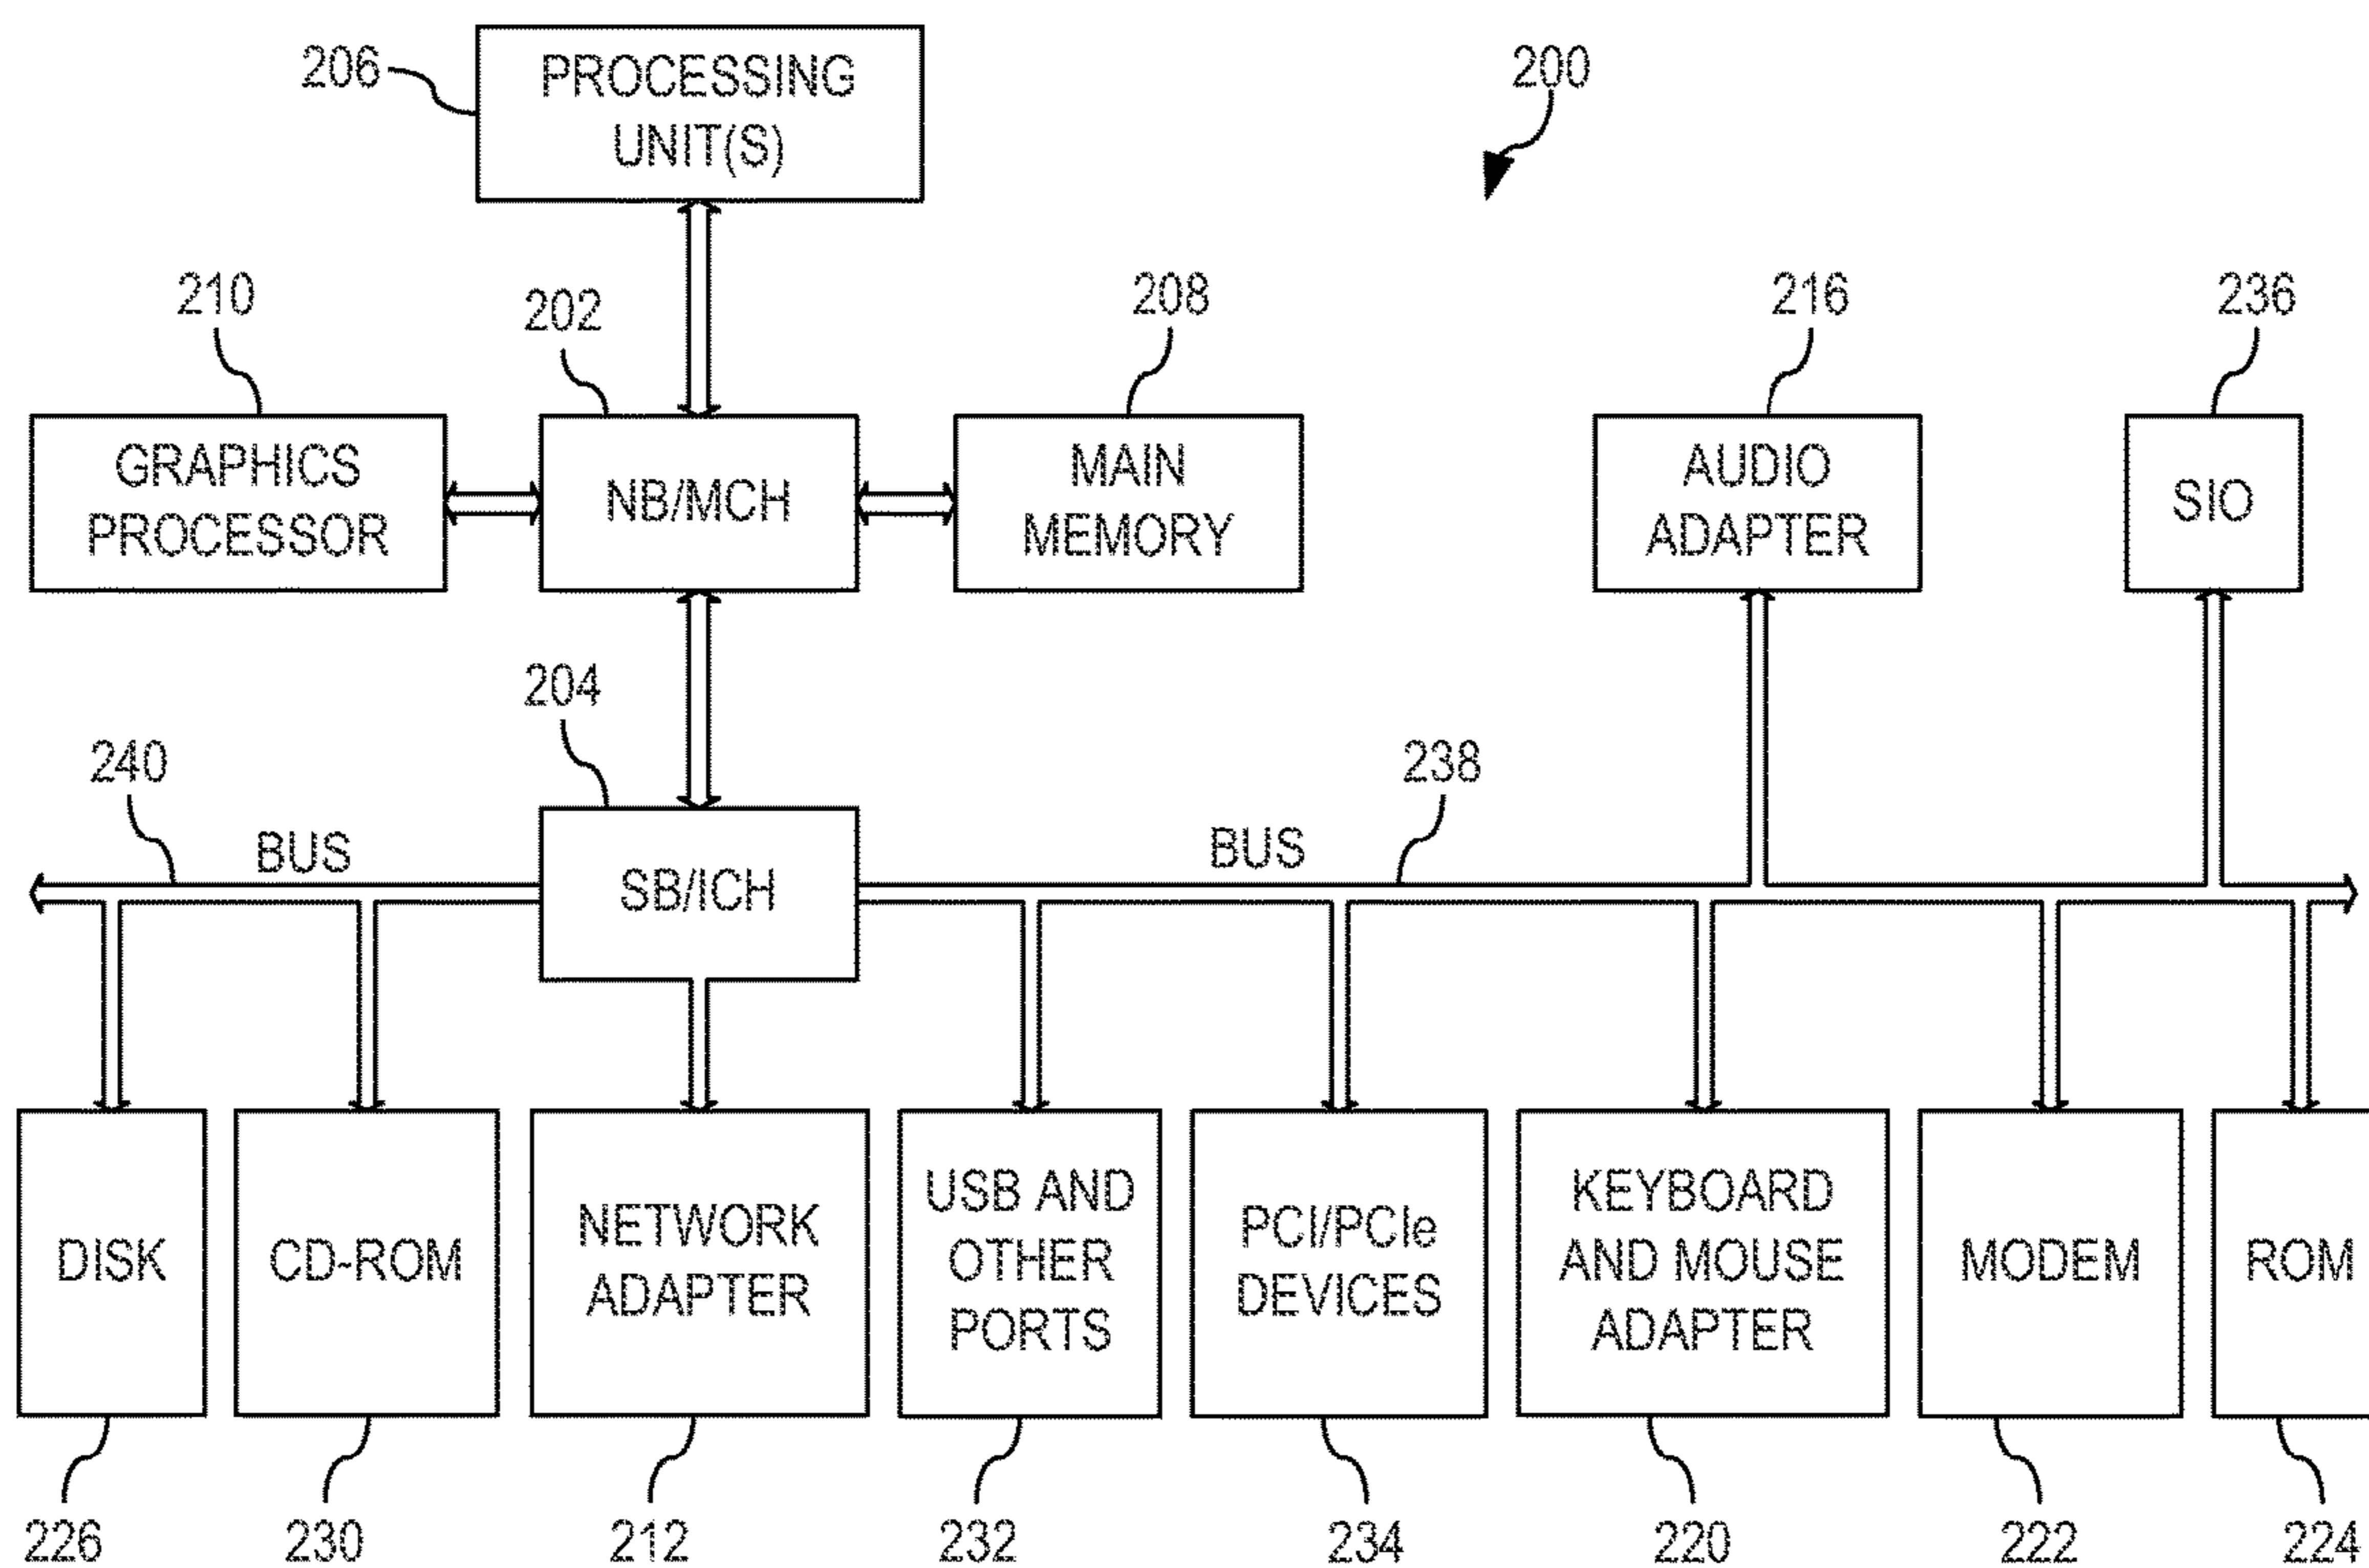 206
PROCESSING
UNIT(S)
200
210
202
208
216
236
GRAPHICS
PROCESSOR
NB/MCH
MAIN
MEMORY
AUDIO
ADAPTER
SIO
204
240
238
BUS
SB/ICH
BUS
DISK
CD-ROM
NETWORK
ADAPTER
USB AND
OTHER
PORTS
PCI/PCIe
DEVICES
KEYBOARD
AND MOUSE
ADAPTER
MODEM
ROM
226
230
212
232
234
220
222
224